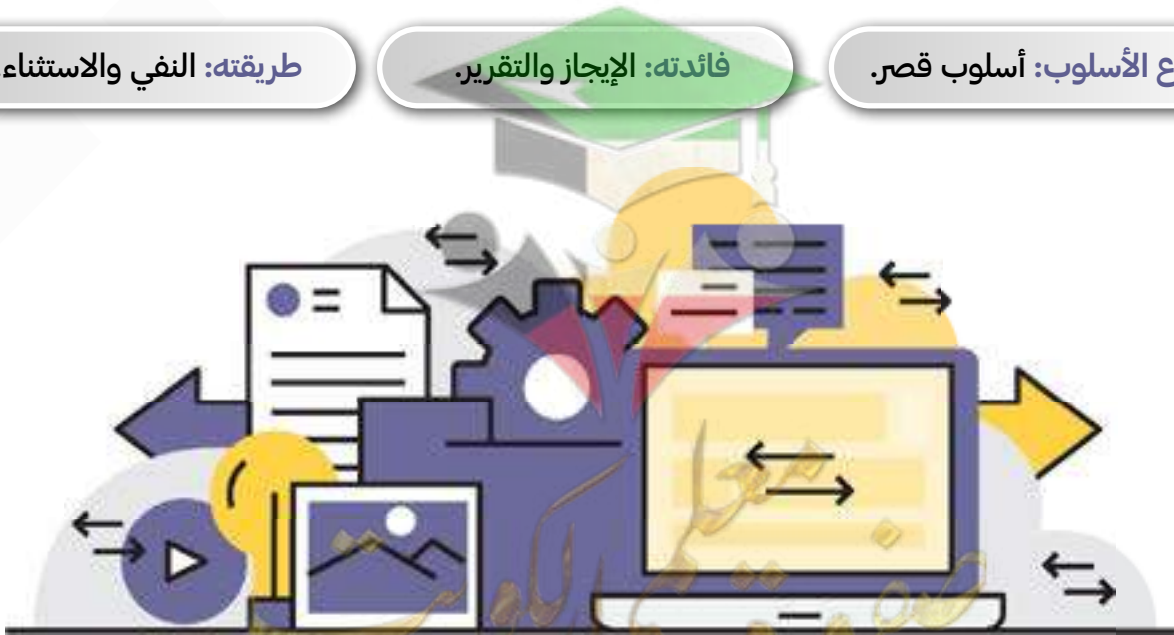 ع الأسلوب: أسلوب قصر.
فائدته: الإيجاز والتقرير.
طريقته: النفي والاستثناء.